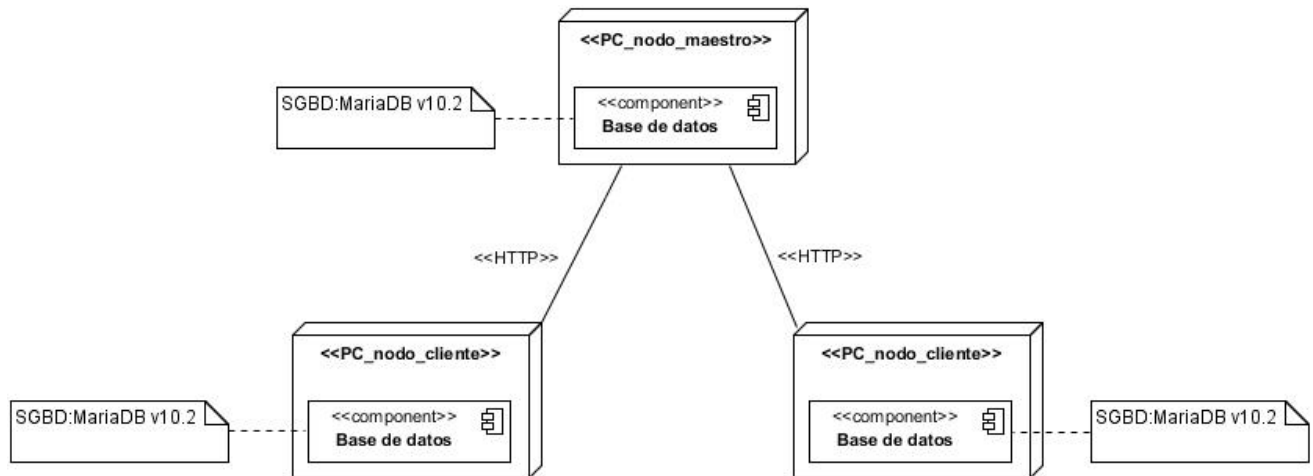 <<PC_nodo_maestro>>
SGBD:MariaDB v10.2
<<component>>
Base de datos
<<HTTP>>
<<HTTP>>
<<PC_nodo_cliente>>
SGBD:MariaDB v10.2
<<component>>
Base de datos
<<PC_nodo_cliente>>
<<component>>
Base de datos
SGBD:MariaDB v10.2